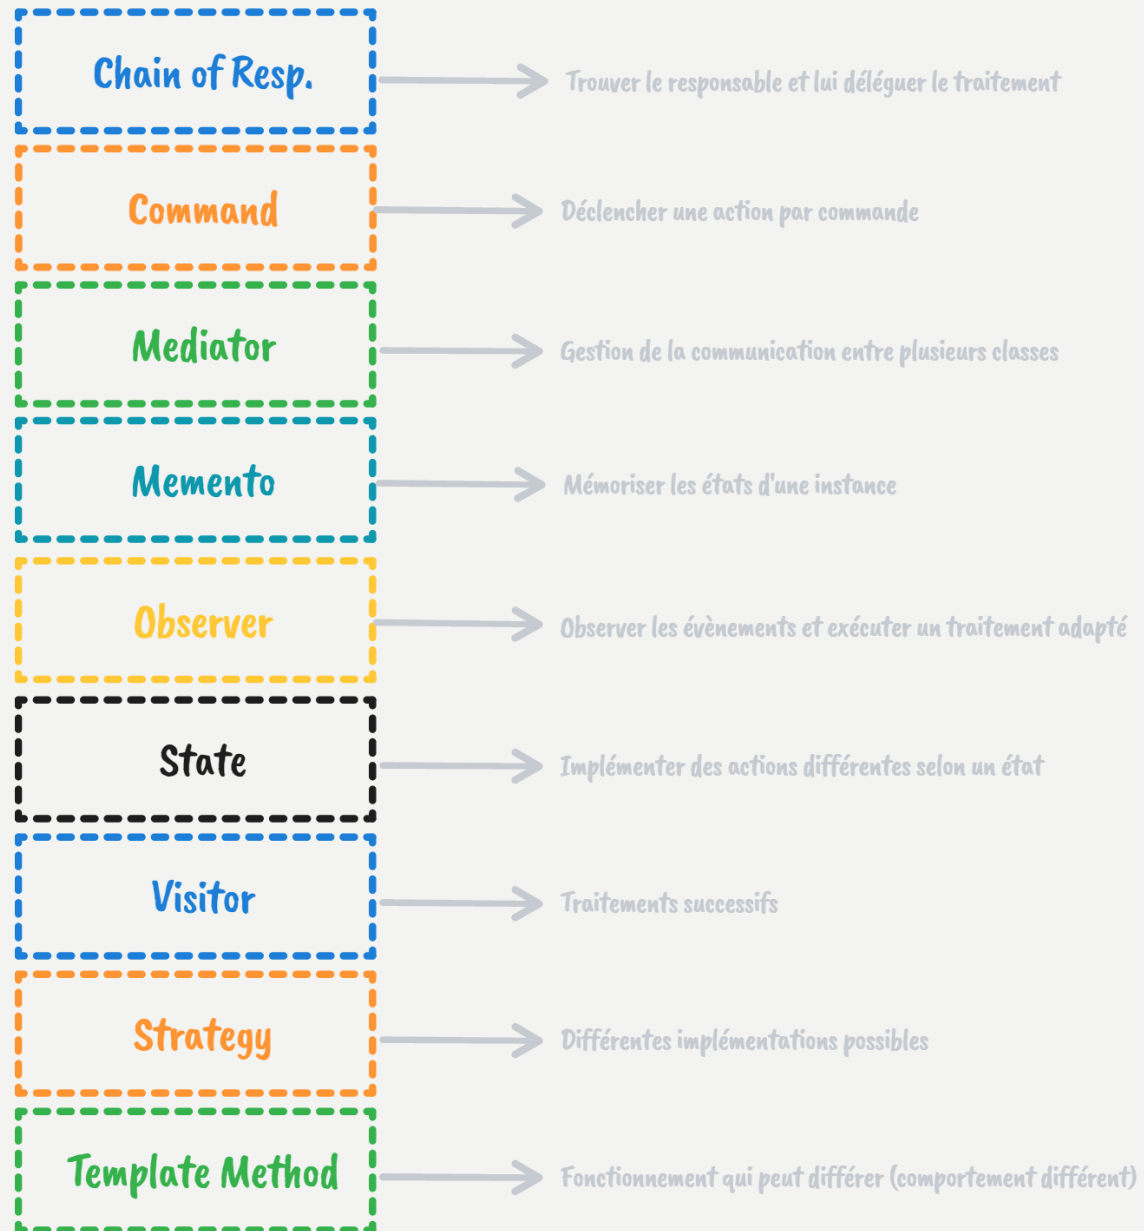 Chain of Resp.
Trouver le responsable et lui déléguer le traitement
Command
Déclencher une action par commande
Mediator
Gestion de la communication entre plusieurs classes
Memento
Mémoriser les états d'une instance
Observer
Observer les évènements et exécuter un traitement adapté
State
Implémenter des actions différentes selon un état
Visitor
Traitements successifs
Strategy
Différentes implémentations possibles
Template Method
Fonctionnement qui peut différer (comportement différent)